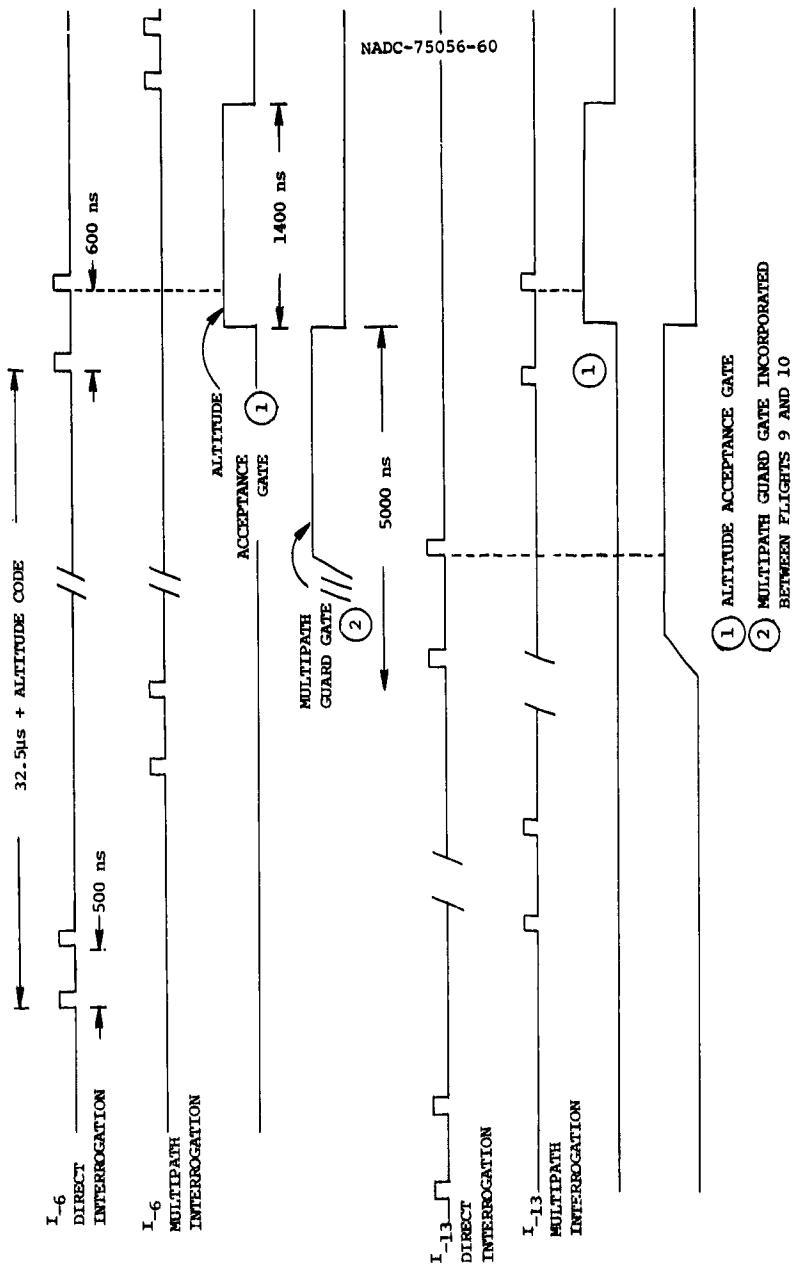 NADC-75056-60
32.5µs + ALTITUDE CODE
500 ns
600 ns
I-6
DIRECT
INTERROGATION
I-6
MULTIPATH
INTERROGATION
ALTITUDE
ACCEPTANCE
GATE
1
1400 ns
MULTIPATH
GUARD GATE
2
5000 ns
I-13
DIRECT
INTERROGATION
I-13
MULTIPATH
INTERROGATION
1
1 ALTITUDE ACCEPTANCE GATE
2 MULTIPATH GUARD GATE INCORPORATED
BETWEEN FLIGHTS 9 AND 10